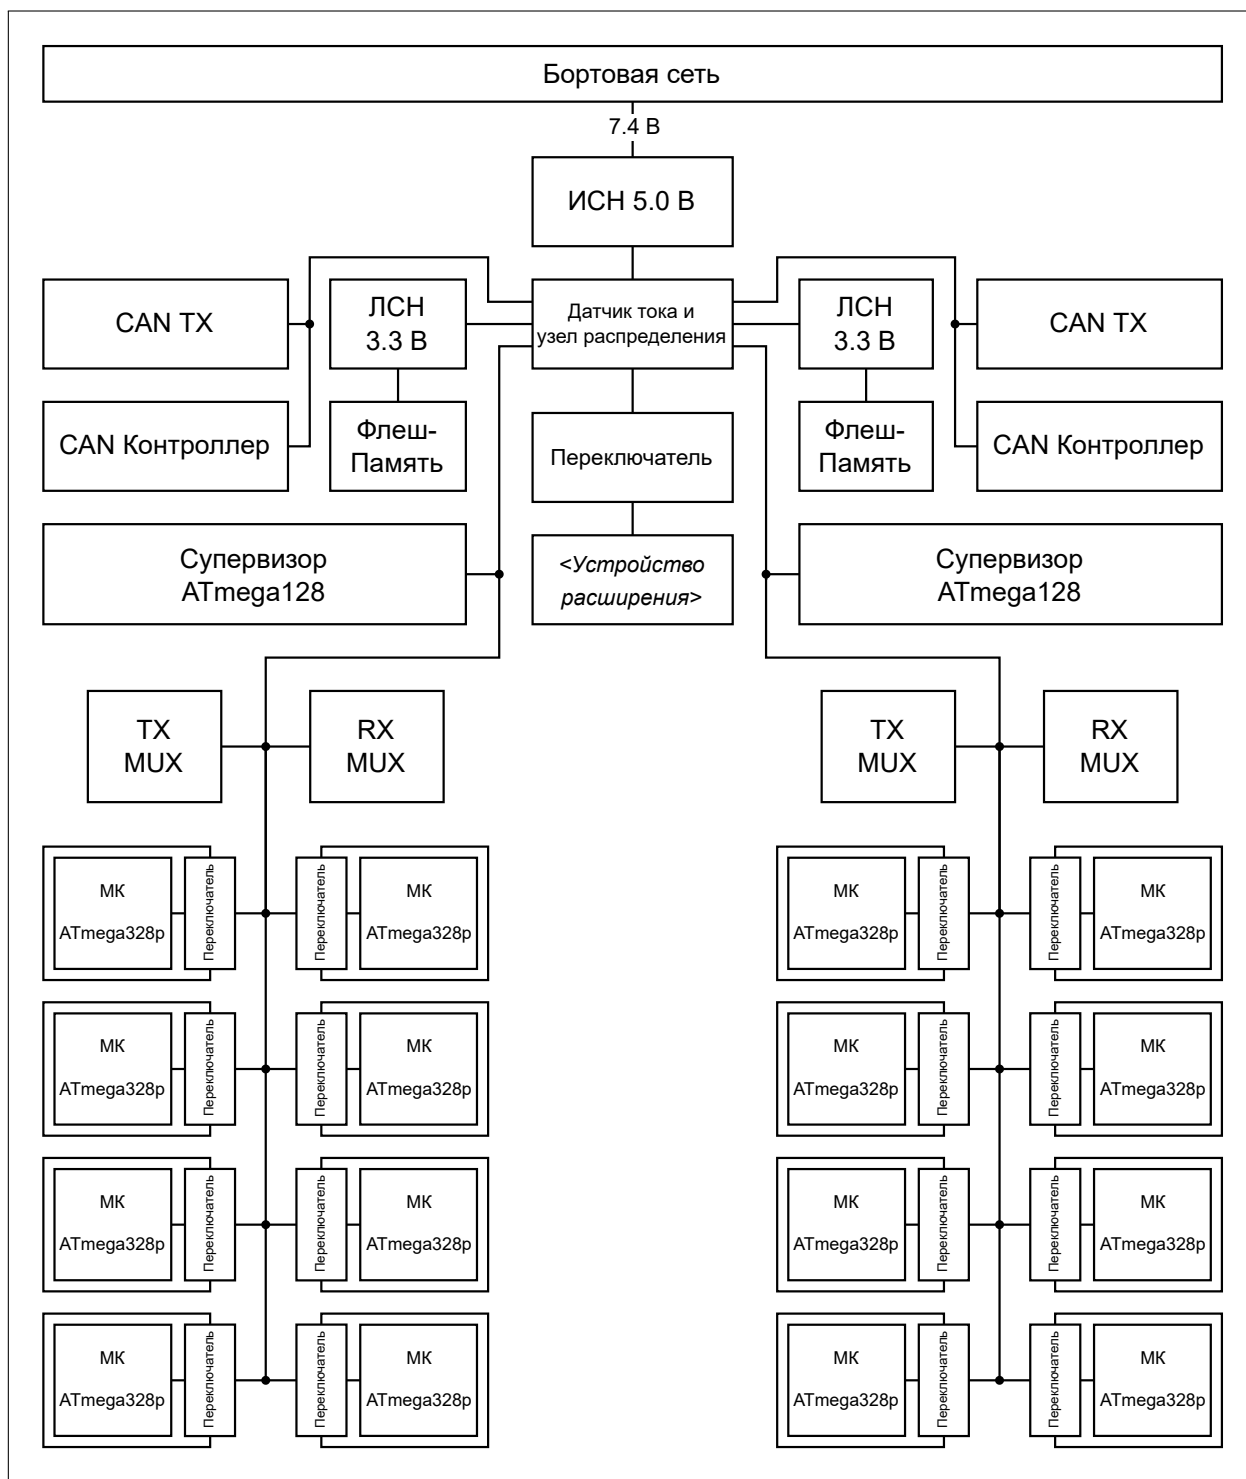 Бортовая сеть
7.4 В
ИСН 5.0 В
CAN TX
ЛСН
3.3 В
Датчик тока и
узел распределения
ЛСН
3.3 В
CAN TX
CAN Контроллер
Флеш-
Память
Переключатель
Флеш-
Память
CAN Контроллер
Супервизор
ATmega128
<Устройство
расширения>
Супервизор
ATmega128
TX
MUX
RX
MUX
TX
MUX
RX
MUX
МК
ATmega328p
Переключатель
Переключатель
МК
ATmega328p
МК
ATmega328p
Переключатель
Переключатель
МК
ATmega328p
МК
ATmega328p
Переключатель
Переключатель
МК
ATmega328p
МК
ATmega328p
Переключатель
Переключатель
МК
ATmega328p
МК
ATmega328p
Переключатель
Переключатель
МК
ATmega328p
МК
ATmega328p
Переключатель
Переключатель
МК
ATmega328p
МК
ATmega328p
Переключатель
Переключатель
МК
ATmega328p
МК
ATmega328p
Переключатель
Переключатель
МК
ATmega328p